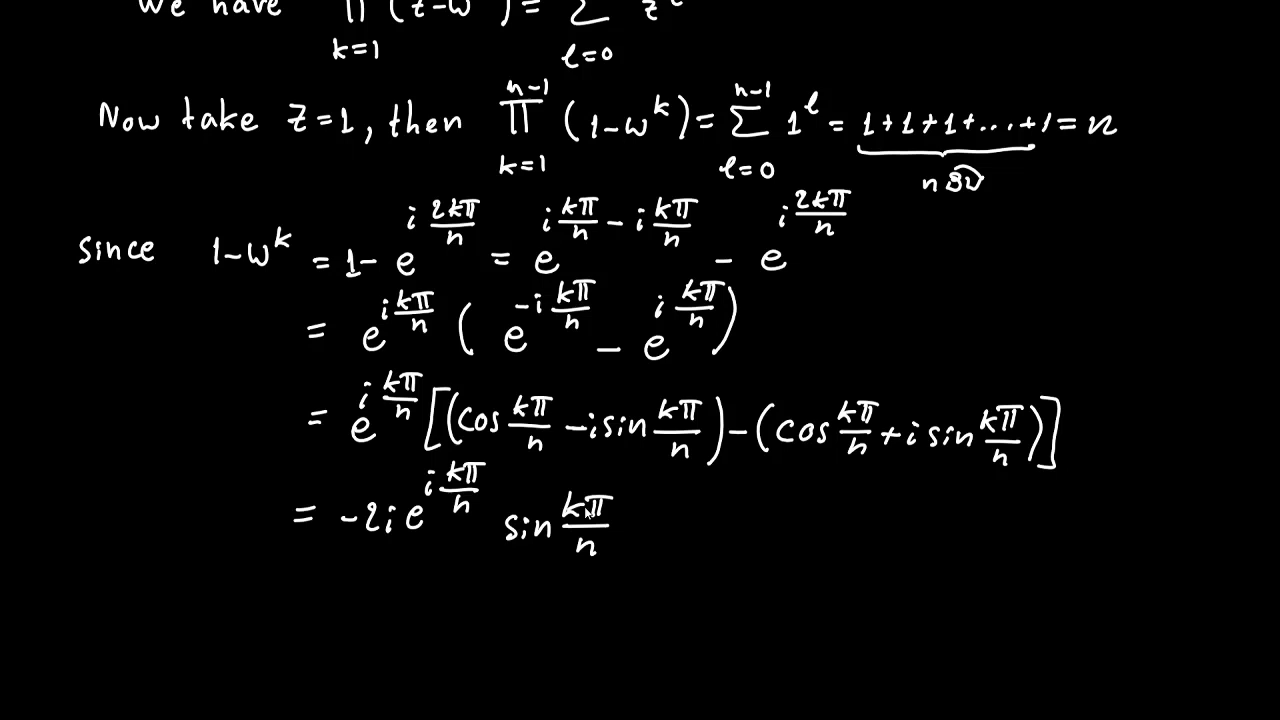 We have ∏_{k=1} (z-ω ) = ∑_{l=0} z^l
Now take z=1, then ∏_{k=1}^{n-1} (1-ω^k) = ∑_{l=0}^{n-1} 1^l = 1+1+1+...+1 = n
n ตัว
Since 1-ω^k = 1- e^{i 2kπ/n} = e^{i kπ/n - i kπ/n} - e^{i 2kπ/n}
= e^{i kπ/n} ( e^{-i kπ/n} - e^{i kπ/n} )
= e^{i kπ/n} [(cos kπ/n - i sin kπ/n) - (cos kπ/n + i sin kπ/n)]
= -2i e^{i kπ/n} sin kπ/n